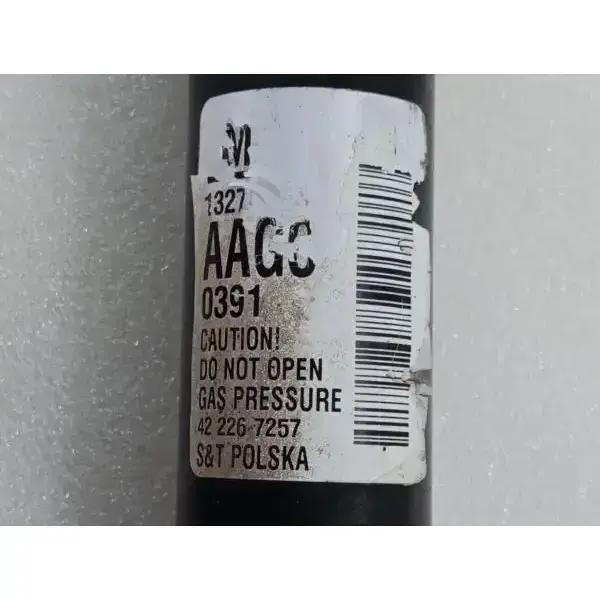 1327
AAGC
0391
CAUTION!
DO NOT OPEN
GAS PRESSURE
42 226 7257
S&T POLSKA